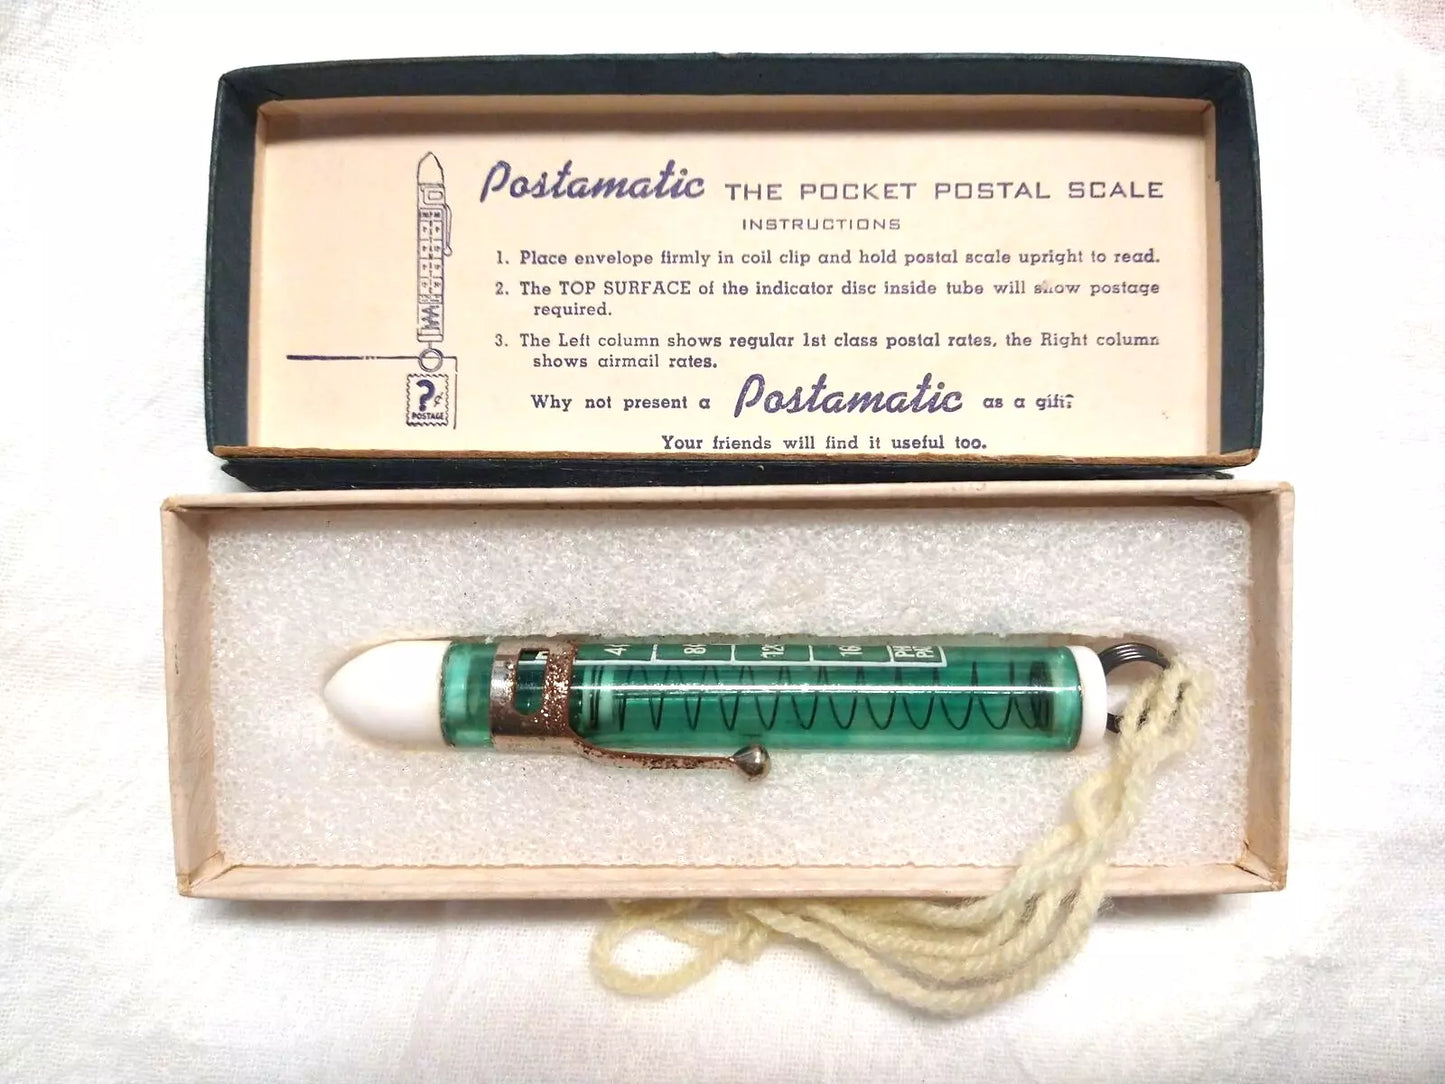 Postamatic THE POCKET POSTAL SCALE
INSTRUCTIONS
1. Place envelope firmly in coil clip and hold postal scale upright to read.
2. The TOP SURFACE of the indicator disc inside tube will show postage
required.
3. The Left column shows regular 1st class postal rates, the Right column
shows airmail rates.
Why not present a Postamatic as a gift?
Your friends will find it useful too.
?¢
POSTAGE